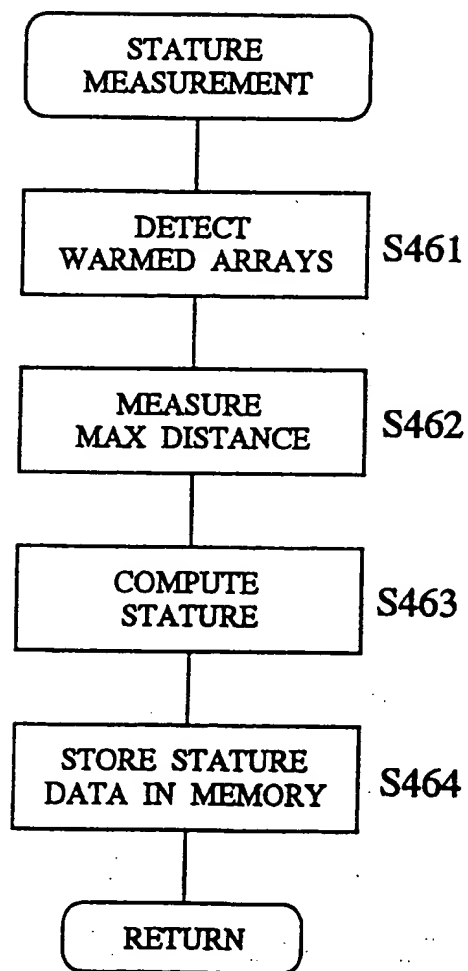 STATURE
MEASUREMENT
DETECT
WARMED ARRAYS
S461
MEASURE
MAX DISTANCE
S462
COMPUTE
STATURE
S463
STORE STATURE
DATA IN MEMORY
S464
RETURN